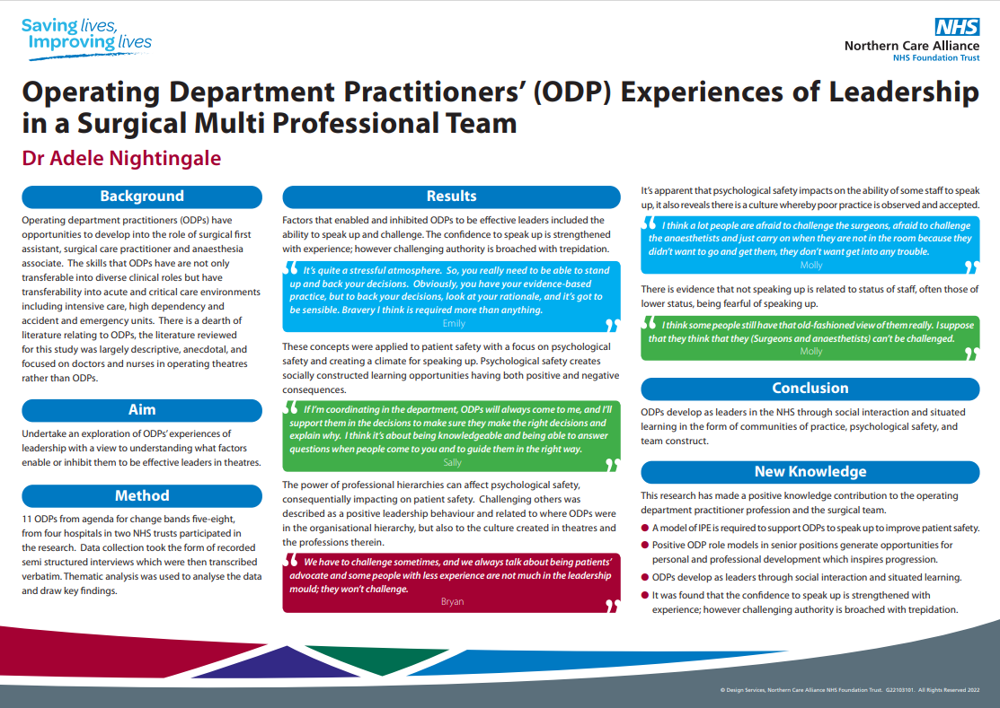 Saving lives,
Improving lives
NHS
Northern Care Alliance
NHS Foundation Trust
Operating Department Practitioners’ (ODP) Experiences of Leadership
in a Surgical Multi Professional Team
Dr Adele Nightingale
Background
Operating department practitioners (ODPs) have
opportunities to develop into the role of surgical first
assistant, surgical care practitioner and anaesthesia
associate. The skills that ODPs have are not only
transferable into diverse clinical roles but have
transferability into acute and critical care environments
including intensive care, high dependency and
accident and emergency units. There is a dearth of
literature relating to ODPs, the literature reviewed
for this study was largely descriptive, anecdotal, and
focused on doctors and nurses in operating theatres
rather than ODPs.
Aim
Undertake an exploration of ODPs’ experiences of
leadership with a view to understanding what factors
enable or inhibit them to be effective leaders in theatres.
Method
11 ODPs from agenda for change bands five-eight,
from four hospitals in two NHS trusts participated in
the research. Data collection took the form of recorded
semi structured interviews which were then transcribed
verbatim. Thematic analysis was used to analyse the data
and draw key findings.
Results
Factors that enabled and inhibited ODPs to be effective leaders included the
ability to speak up and challenge. The confidence to speak up is strengthened
with experience; however challenging authority is broached with trepidation.
“ It’s quite a stressful atmosphere. So, you really need to be able to stand
up and back your decisions. Obviously, you have your evidence-based
practice, but to back your decisions, look at your rationale, and it’s got to
be sensible. Bravery I think is required more than anything.
Emily ”
These concepts were applied to patient safety with a focus on psychological
safety and creating a climate for speaking up. Psychological safety creates
socially constructed learning opportunities having both positive and negative
consequences.
“ If I’m coordinating in the department, ODPs will always come to me, and I’ll
support them in the decisions to make sure they make the right decisions and
explain why. I think it’s about being knowledgeable and being able to answer
questions when people come to you and to guide them in the right way.
Sally ”
The power of professional hierarchies can affect psychological safety,
consequentially impacting on patient safety. Challenging others was
described as a positive leadership behaviour and related to where ODPs were
in the organisational hierarchy, but also to the culture created in theatres and
the professions therein.
“ We have to challenge sometimes, and we always talk about being patients’
advocate and some people with less experience are not much in the leadership
mould; they won’t challenge.
Bryan ”
It’s apparent that psychological safety impacts on the ability of some staff to speak
up, it also reveals there is a culture whereby poor practice is observed and accepted.
“ I think a lot people are afraid to challenge the surgeons, afraid to challenge
the anaesthetists and just carry on when they are not in the room because they
didn’t want to go and get them, they don’t want get into any trouble.
Molly ”
There is evidence that not speaking up is related to status of staff, often those of
lower status, being fearful of speaking up.
“ I think some people still have that old-fashioned view of them really. I suppose
that they think that they (Surgeons and anaesthetists) can’t be challenged.
Molly ”
Conclusion
ODPs develop as leaders in the NHS through social interaction and situated
learning in the form of communities of practice, psychological safety, and
team construct.
New Knowledge
This research has made a positive knowledge contribution to the operating
department practitioner profession and the surgical team.
● A model of IPE is required to support ODPs to speak up to improve patient safety.
● Positive ODP role models in senior positions generate opportunities for
personal and professional development which inspires progression.
● ODPs develop as leaders through social interaction and situated learning.
● It was found that the confidence to speak up is strengthened with
experience; however challenging authority is broached with trepidation.
© Design Services, Northern Care Alliance NHS Foundation Trust. G22103101. All Rights Reserved 2022